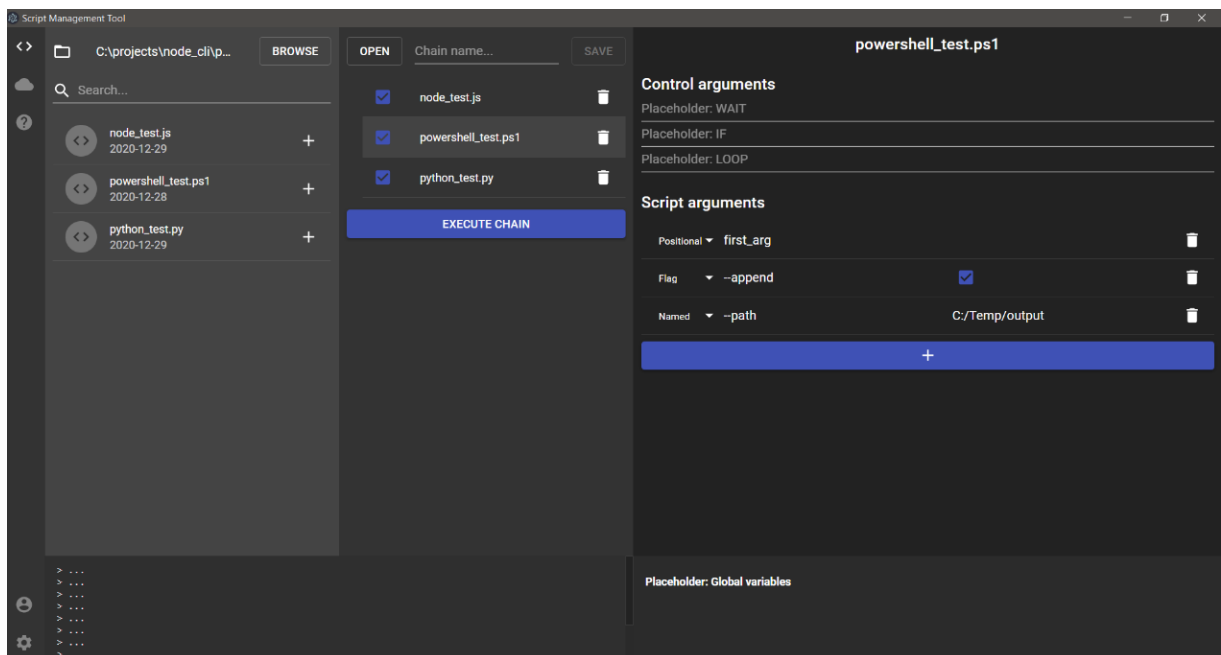 Script Management Tool
C:\projects\node_cli\p...
BROWSE
Search...
node_test.js
2020-12-29
powershell_test.ps1
2020-12-28
python_test.py
2020-12-29
OPEN
Chain name...
SAVE
node_test.js
powershell_test.ps1
python_test.py
EXECUTE CHAIN
powershell_test.ps1
Control arguments
Placeholder: WAIT
Placeholder: IF
Placeholder: LOOP
Script arguments
Positional first_arg
Flag --append
Named --path C:/Temp/output
+
> ...
> ...
> ...
> ...
> ...
> ...
> ...
>
Placeholder: Global variables